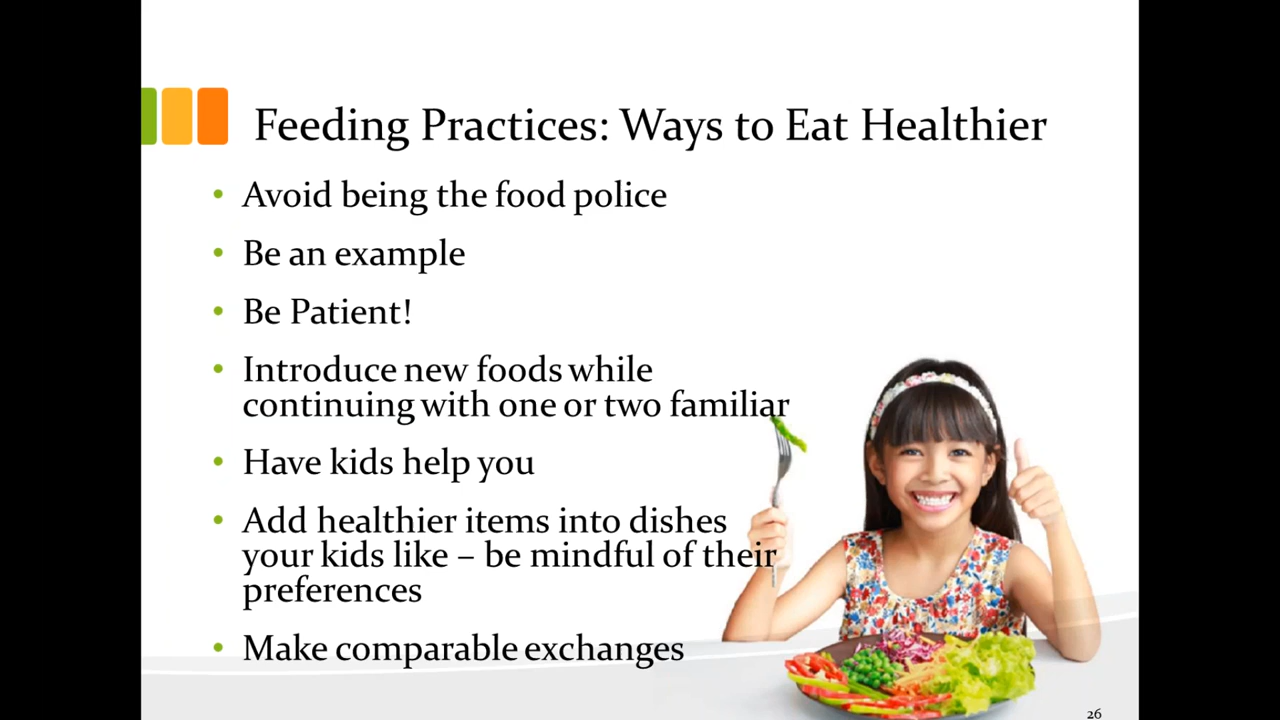 Feeding Practices: Ways to Eat Healthier
• Avoid being the food police
• Be an example
• Be Patient!
• Introduce new foods while
continuing with one or two familiar
• Have kids help you
• Add healthier items into dishes
your kids like – be mindful of their
preferences
• Make comparable exchanges
26